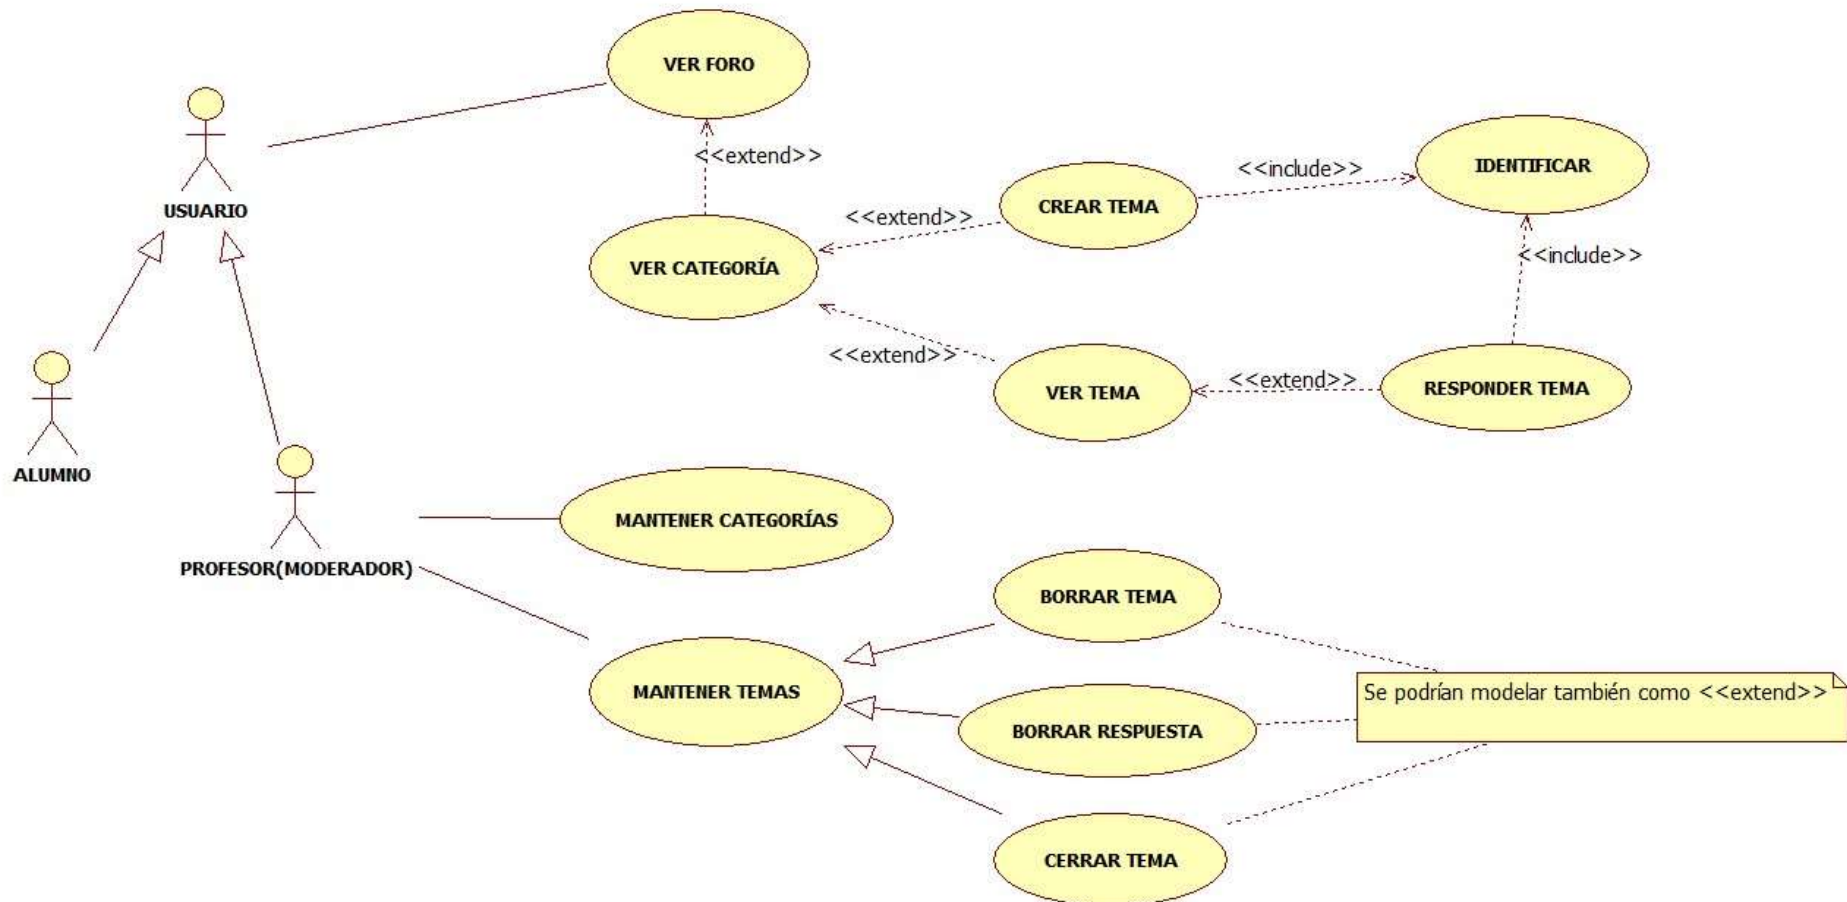 VER FORO
<<extend>>
USUARIO
VER CATEGORÍA
<<extend>>
CREAR TEMA
<<include>>
IDENTIFICAR
<<include>>
<<extend>>
VER TEMA
<<extend>>
RESPONDER TEMA
ALUMNO
PROFESOR(MODERADOR)
MANTENER CATEGORÍAS
MANTENER TEMAS
BORRAR TEMA
BORRAR RESPUESTA
CERRAR TEMA
Se podrían modelar también como <<extend>>